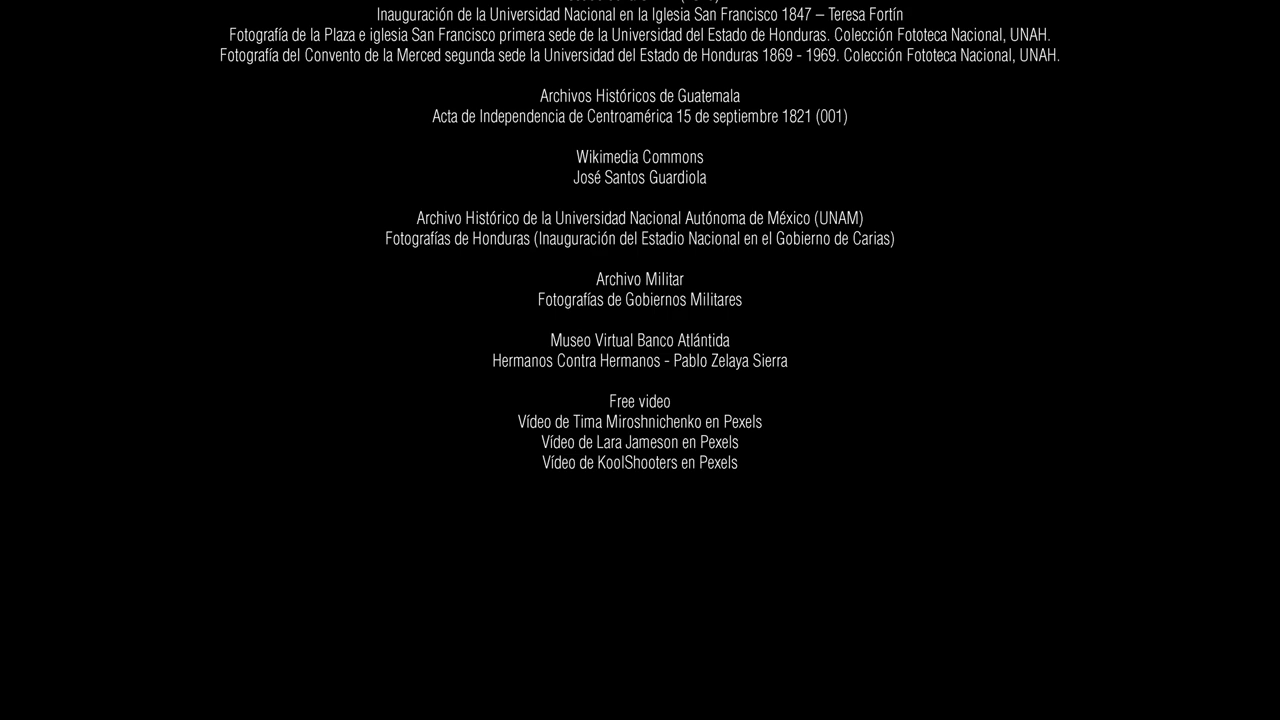 Inauguración de la Universidad Nacional en la Iglesia San Francisco 1847 – Teresa Fortín
Fotografía de la Plaza e iglesia San Francisco primera sede de la Universidad del Estado de Honduras. Colección Fototeca Nacional, UNAH.
Fotografía del Convento de la Merced segunda sede la Universidad del Estado de Honduras 1869 - 1969. Colección Fototeca Nacional, UNAH.
Archivos Históricos de Guatemala
Acta de Independencia de Centroamérica 15 de septiembre 1821 (001)
Wikimedia Commons
José Santos Guardiola
Archivo Histórico de la Universidad Nacional Autónoma de México (UNAM)
Fotografías de Honduras (Inauguración del Estadio Nacional en el Gobierno de Carias)
Archivo Militar
Fotografías de Gobiernos Militares
Museo Virtual Banco Atlántida
Hermanos Contra Hermanos - Pablo Zelaya Sierra
Free video
Vídeo de Tima Miroshnichenko en Pexels
Vídeo de Lara Jameson en Pexels
Vídeo de KoolShooters en Pexels